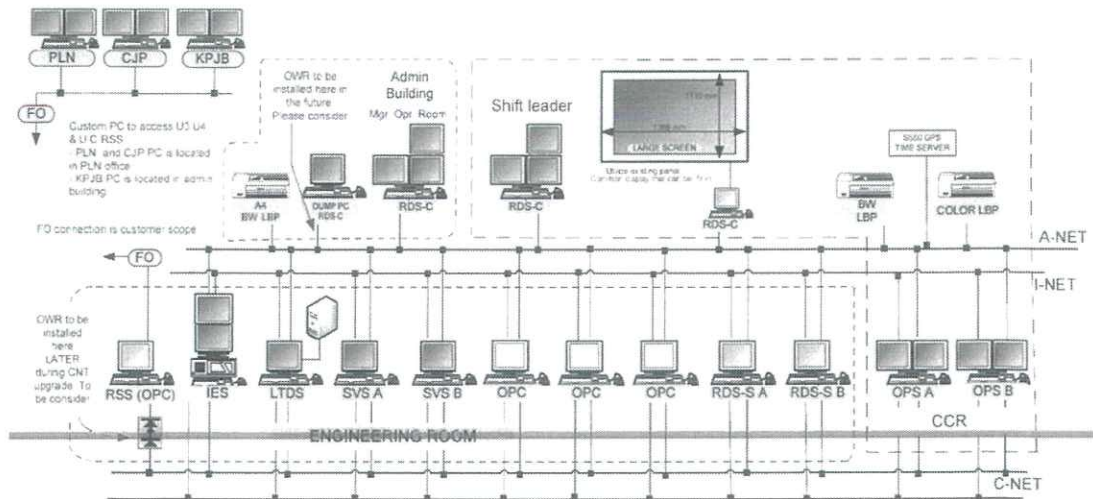 PLN
CJP
KPJB
FO
Custom PC to access U3 U4
& U C RSS
- PLN and CJP PC is located
in PLN office
- KPJB PC is located in admin
building.
FO connection is customer scope
FO
OWR to be
installed here in
the future
Please consider
Admin
Building
Mgr. Opr. Room
A4
BW LBP
DUMP PC
RDS-C
RDS-C
Shift leader
RDS-C
LARGE SCREEN
Utilize existing panel
RDS-C
BW
LBP
GPS
TIME SERVER
COLOR LBP
A-NET
I-NET
OWR to be
installed
here
LATER
during CNT
upgrade. To
be consider
RSS (OPC)
IES
LTDS
SVS A
SVS B
OPC
OPC
OPC
RDS-S A
RDS-S B
OPS A
OPS B
ENGINEERING ROOM
CCR
C-NET